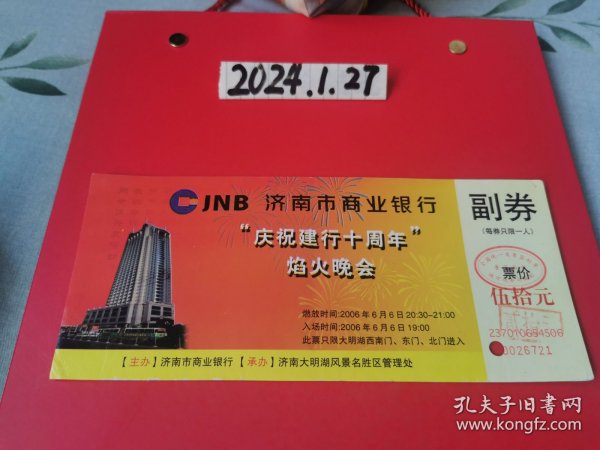 2024.1.27
JNB 济南市商业银行
"庆祝建行十周年"
焰火晚会
燃放时间:2006年6月6日 20:30-21:00
入场时间:2006年6月6日 19:00
此票只限大明湖西南门、东门、北门进入
【主办】济南市商业银行【承办】济南大明湖风景名胜区管理处
副券
(每券只限一人)
票价
伍拾元
0026721
孔夫子旧书网
www.kongfz.com